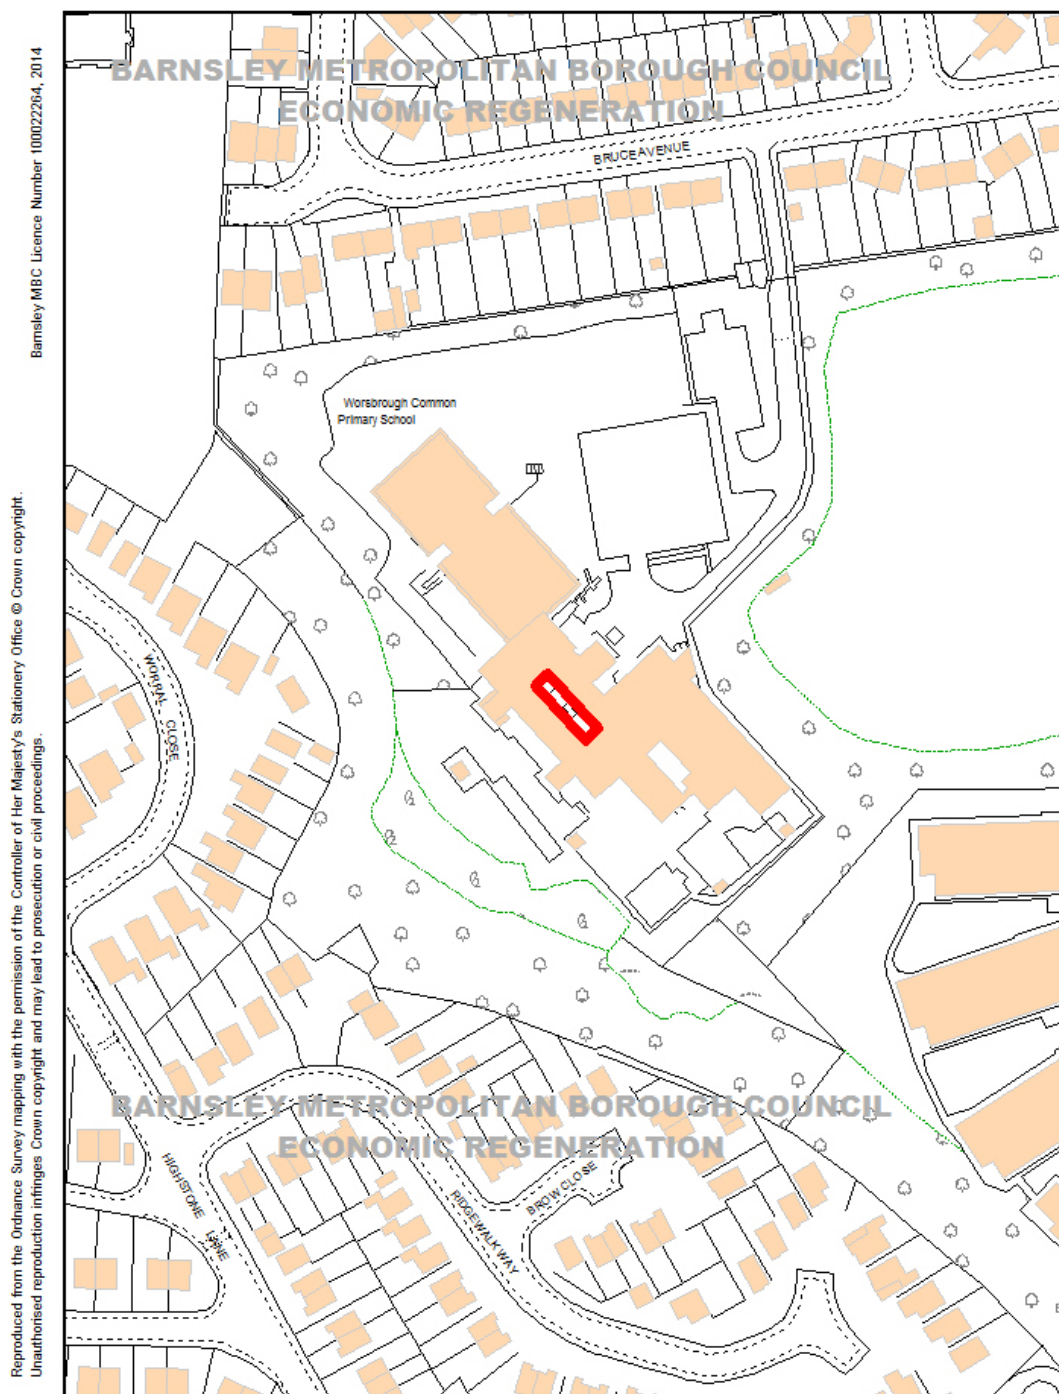 Reproduced from the Ordnance Survey mapping with the permission of the Controller of Her Majesty's Stationery Office © Crown copyright.
Unauthorised reproduction infringes Crown copyright and may lead to prosecution or civil proceedings.
Barnsley MBC Licence Number 100022264, 2014
BARNSLEY METROPOLITAN BOROUGH COUNCIL
ECONOMIC REGENERATION
BRUCE AVENUE
Worsbrough Common
Primary School
WORRAL CLOSE
BARNSLEY METROPOLITAN BOROUGH COUNCIL
ECONOMIC REGENERATION
HIGHSTONE LANE
RIDGEWALK WAY
BROW CLOSE